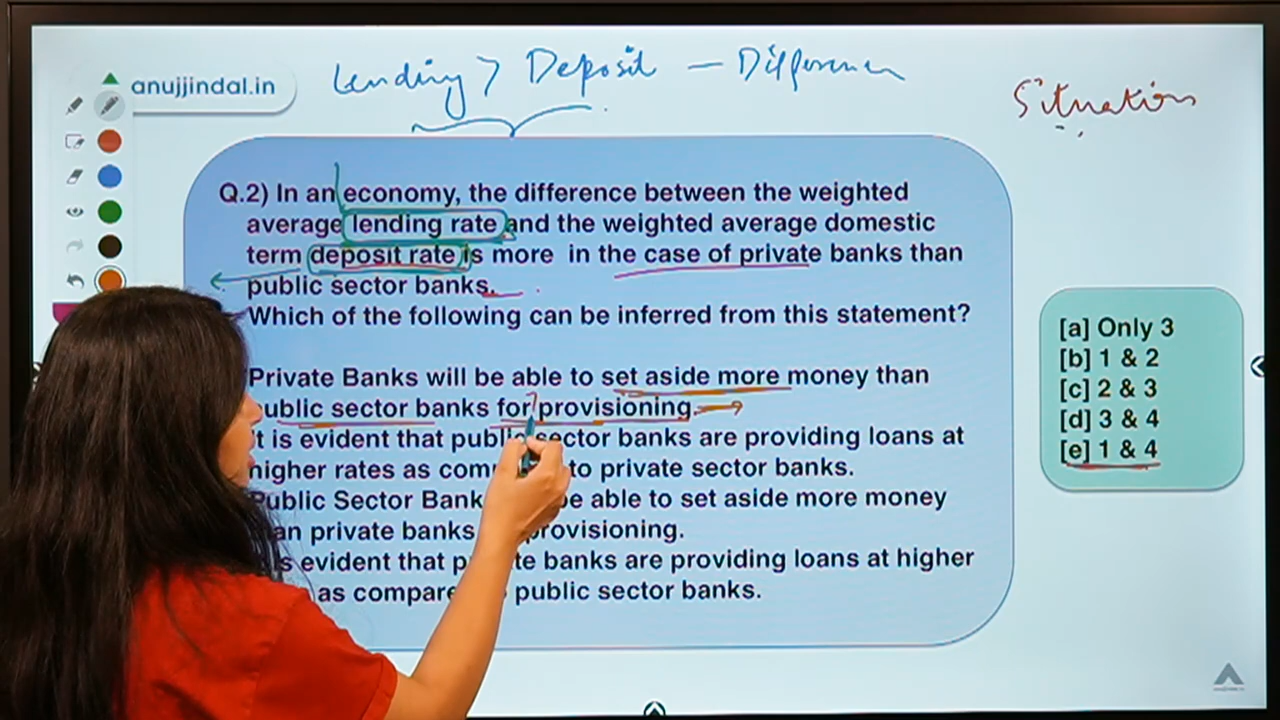 Lending > Deposit - Difference
Situation
anujjindal.in
Q.2) In an economy, the difference between the weighted
average lending rate and the weighted average domestic
term deposit rate is more in the case of private banks than
public sector banks.
Which of the following can be inferred from this statement?
Private Banks will be able to set aside more money than
public sector banks for provisioning.
It is evident that public sector banks are providing loans at
higher rates as com to private sector banks.
Public Sector Bank be able to set aside more money
an private banks provisioning.
s evident that p te banks are providing loans at higher
as compare public sector banks.
[a] Only 3
[b] 1 & 2
[c] 2 & 3
[d] 3 & 4
[e] 1 & 4